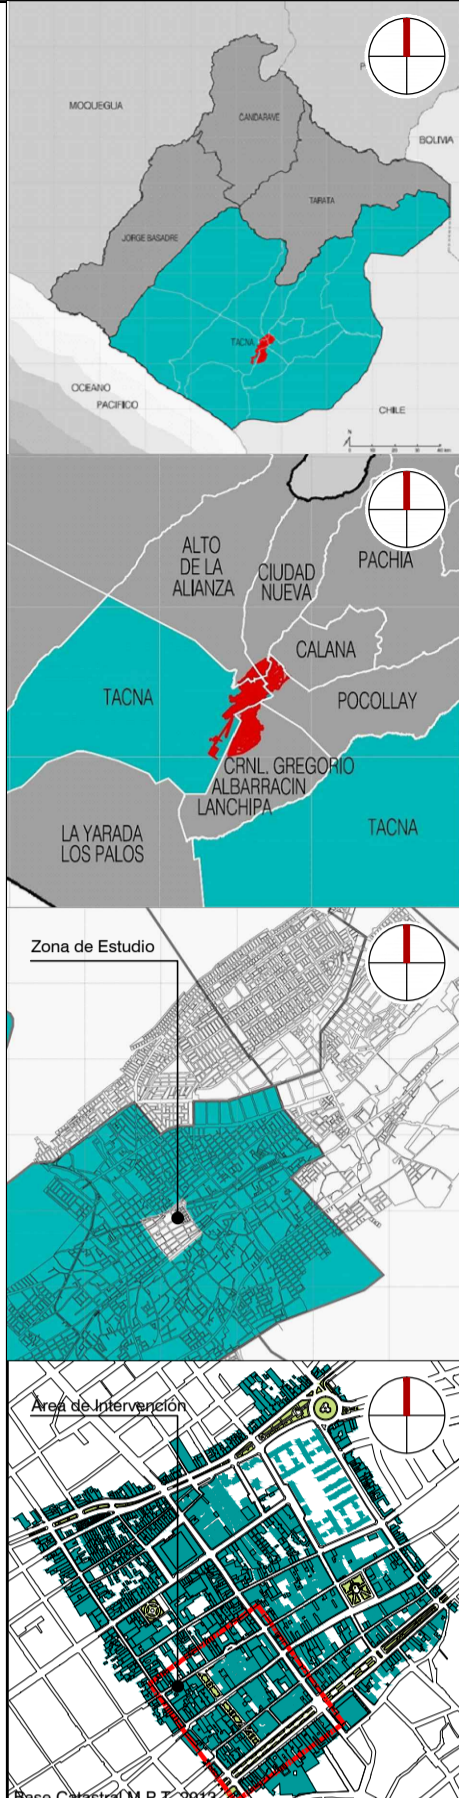 MOQUEGUA
CANDARAVE
BOLIVIA
TARATA
JORGE BASADRE
TACNA
OCEANO
PACIFICO
CHILE
N
ALTO
DE LA
ALIANZA
CIUDAD
NUEVA
PACHIA
CALANA
TACNA
POCOLLAY
CRNL. GREGORIO
ALBARRACIN
LANCHIPA
LA YARADA
LOS PALOS
TACNA
Zona de Estudio
Área de Intervención